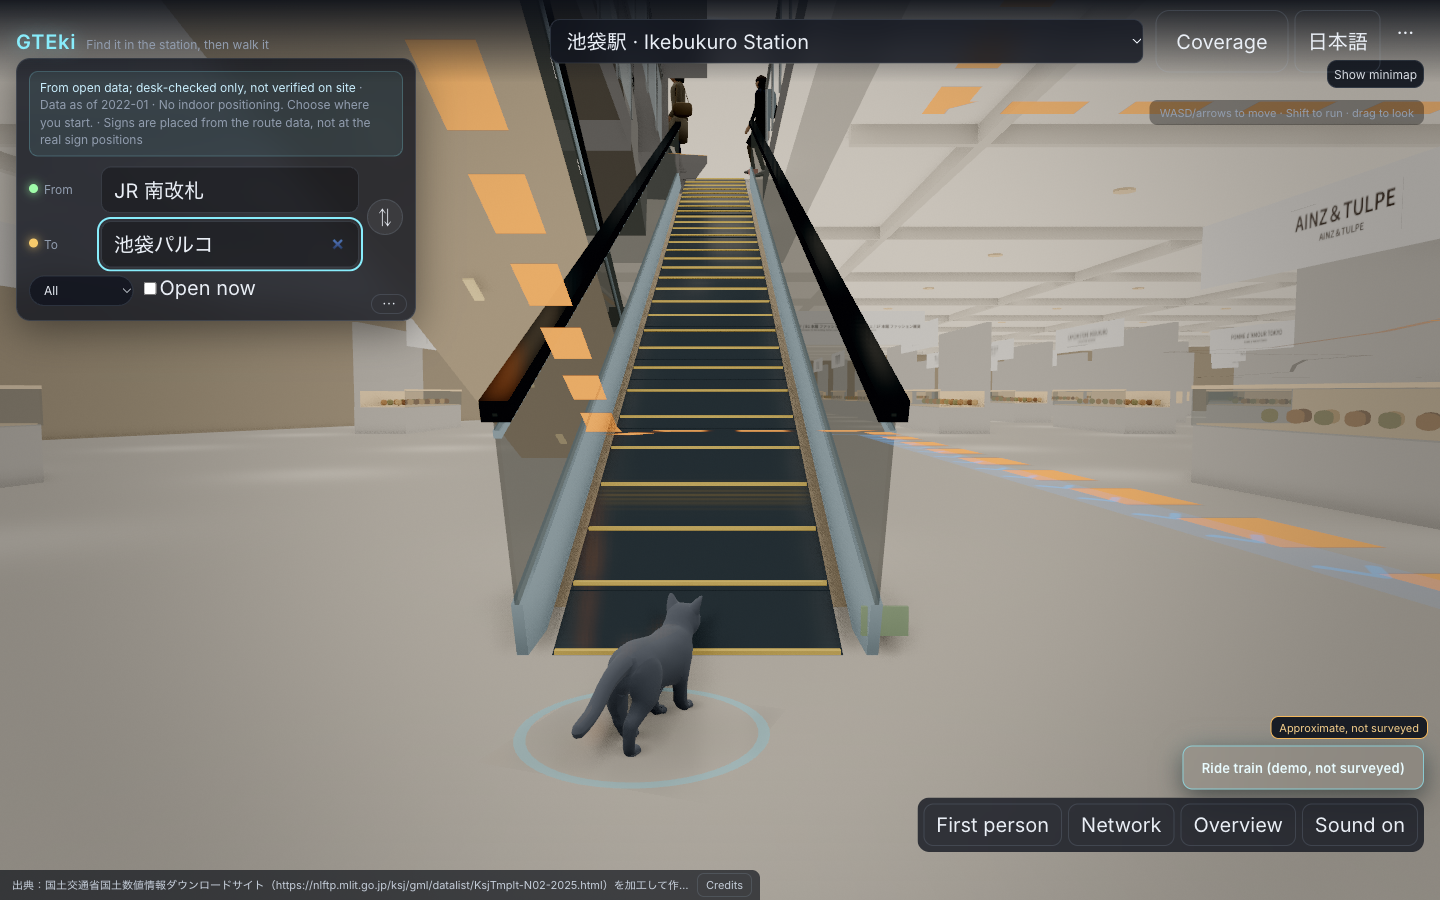 GTEki Find it in the station, then walk it
池袋駅 · Ikebukuro Station
Coverage
日本語
...
Show minimap
WASD/arrows to move · Shift to run · drag to look
From open data; desk-checked only, not verified on site ·
Data as of 2022-01 · No indoor positioning. Choose where
you start. · Signs are placed from the route data, not at the
real sign positions
From
JR 南改札
To
池袋パルコ
All
Open now
...
AINZ & TULPE
AINZ & TULPE
Approximate, not surveyed
Ride train (demo, not surveyed)
First person
Network
Overview
Sound on
出典：国土交通省国土数値情報ダウンロードサイト（https://nlftp.mlit.go.jp/ksj/gml/datalist/KsjTmplt-N02-2025.html）を加工して作...
Credits